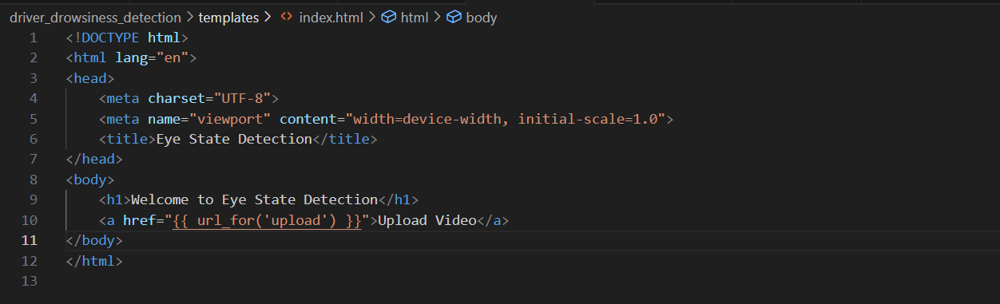 driver_drowsiness_detection > templates > <> index.html > html > body
1 <!DOCTYPE html>
2 <html lang="en">
3 <head>
4     <meta charset="UTF-8">
5     <meta name="viewport" content="width=device-width, initial-scale=1.0">
6     <title>Eye State Detection</title>
7 </head>
8 <body>
9     <h1>Welcome to Eye State Detection</h1>
10     <a href="{{ url_for('upload') }}">Upload Video</a>
11 </body>
12 </html>
13